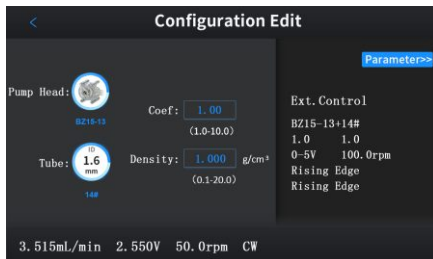 < Configuration Edit
Parameter>>
Pump Head:
BZ15-13
Coef: 1.00
(1.0-10.0)
Tube:
ID
1.6
mm
14#
Density: 1.000 g/cm³
(0.1-20.0)
Ext.Control
BZ15-13+14#
1.0 1.0
0-5V 100.0rpm
Rising Edge
Rising Edge
3.515mL/min 2.550V 50.0rpm CW